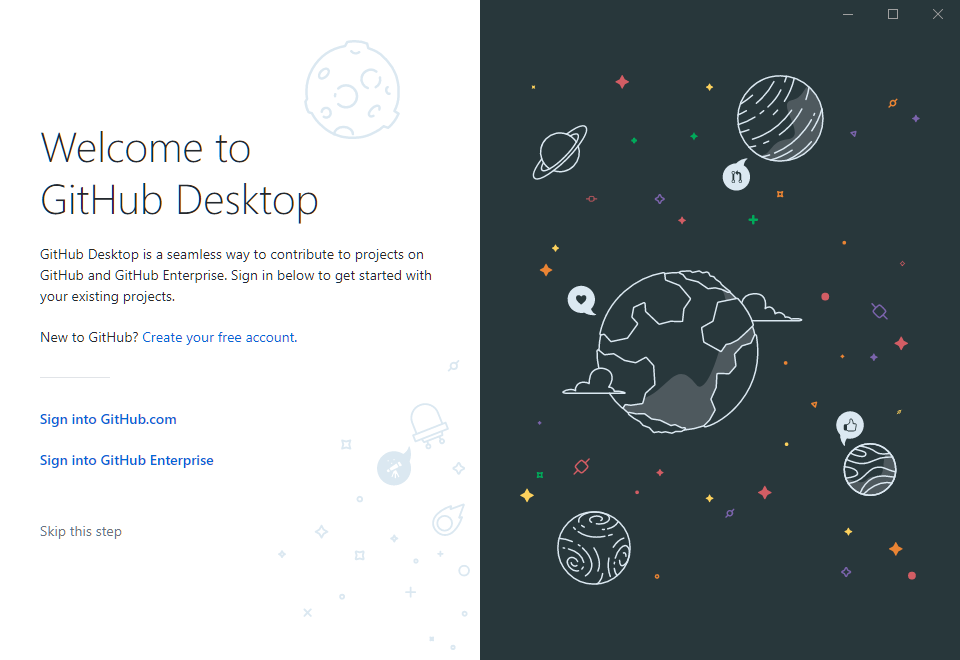 Welcome to
GitHub Desktop
GitHub Desktop is a seamless way to contribute to projects on
GitHub and GitHub Enterprise. Sign in below to get started with
your existing projects.
New to GitHub? Create your free account.
Sign into GitHub.com
Sign into GitHub Enterprise
Skip this step